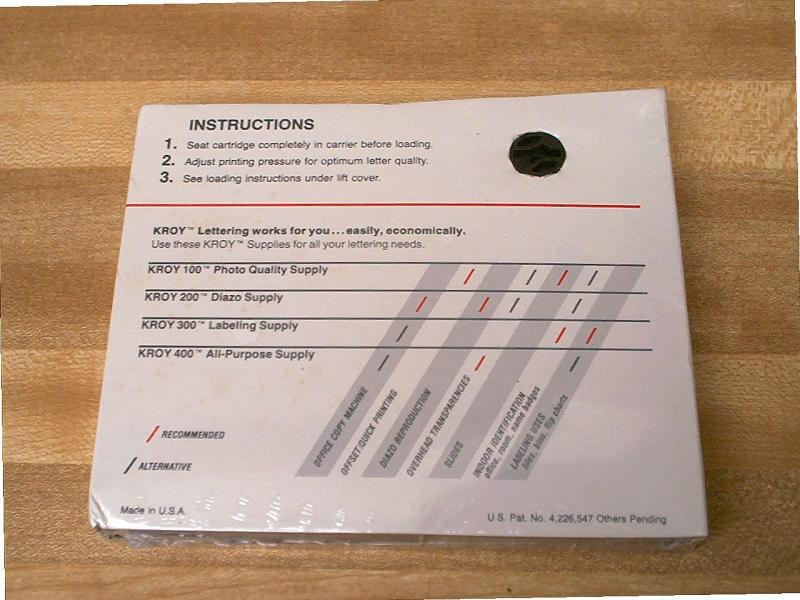 INSTRUCTIONS
1. Seat cartridge completely in carrier before loading.
2. Adjust printing pressure for optimum letter quality.
3. See loading instructions under lift cover.
KROY™ Lettering works for you...easily, economically.
Use these KROY™ Supplies for all your lettering needs.
KROY 100™ Photo Quality Supply
KROY 200™ Diazo Supply
KROY 300™ Labeling Supply
KROY 400™ All-Purpose Supply
OFFICE COPY MACHINE
OFFSET/QUICK PRINTING
DIAZO REPRODUCTION
OVERHEAD TRANSPARENCIES
SLIDES
INDOOR IDENTIFICATION
office, room, name badges
LABELING USES
files, bins, flip charts
/ RECOMMENDED
/ ALTERNATIVE
Made in U.S.A.
U.S. Pat. No. 4,226,547 Others Pending